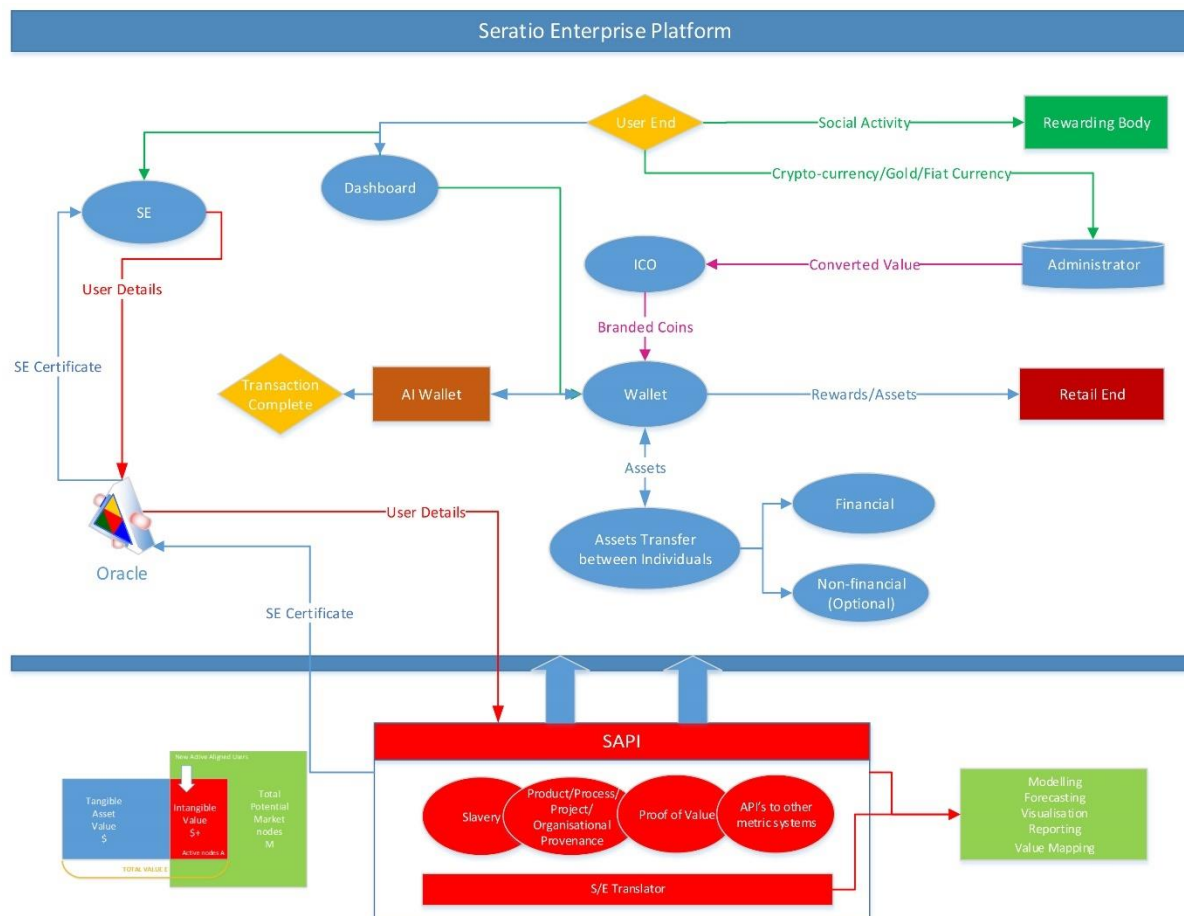 Seratio Enterprise Platform
User End
Social Activity
Rewarding Body
Crypto-currency/Gold/Fiat Currency
Dashboard
SE
ICO
Converted Value
Administrator
User Details
Branded Coins
SE Certificate
Transaction
Complete
AI Wallet
Wallet
Rewards/Assets
Retail End
Assets
Financial
User Details
Assets Transfer
between Individuals
Oracle
Non-financial
(Optional)
SE Certificate
SAPI
New Active Aligned Users
Tangible
Asset
Value
$
Intangible
Value
$+
Active nodes A
Total
Potential
Market
nodes
M
TOTAL VALUE
Slavery
Product/Process/
Project/
Organisational
Provenance
Proof of Value
API's to other
metric systems
Modelling
Forecasting
Visualisation
Reporting
Value Mapping
S/E Translator